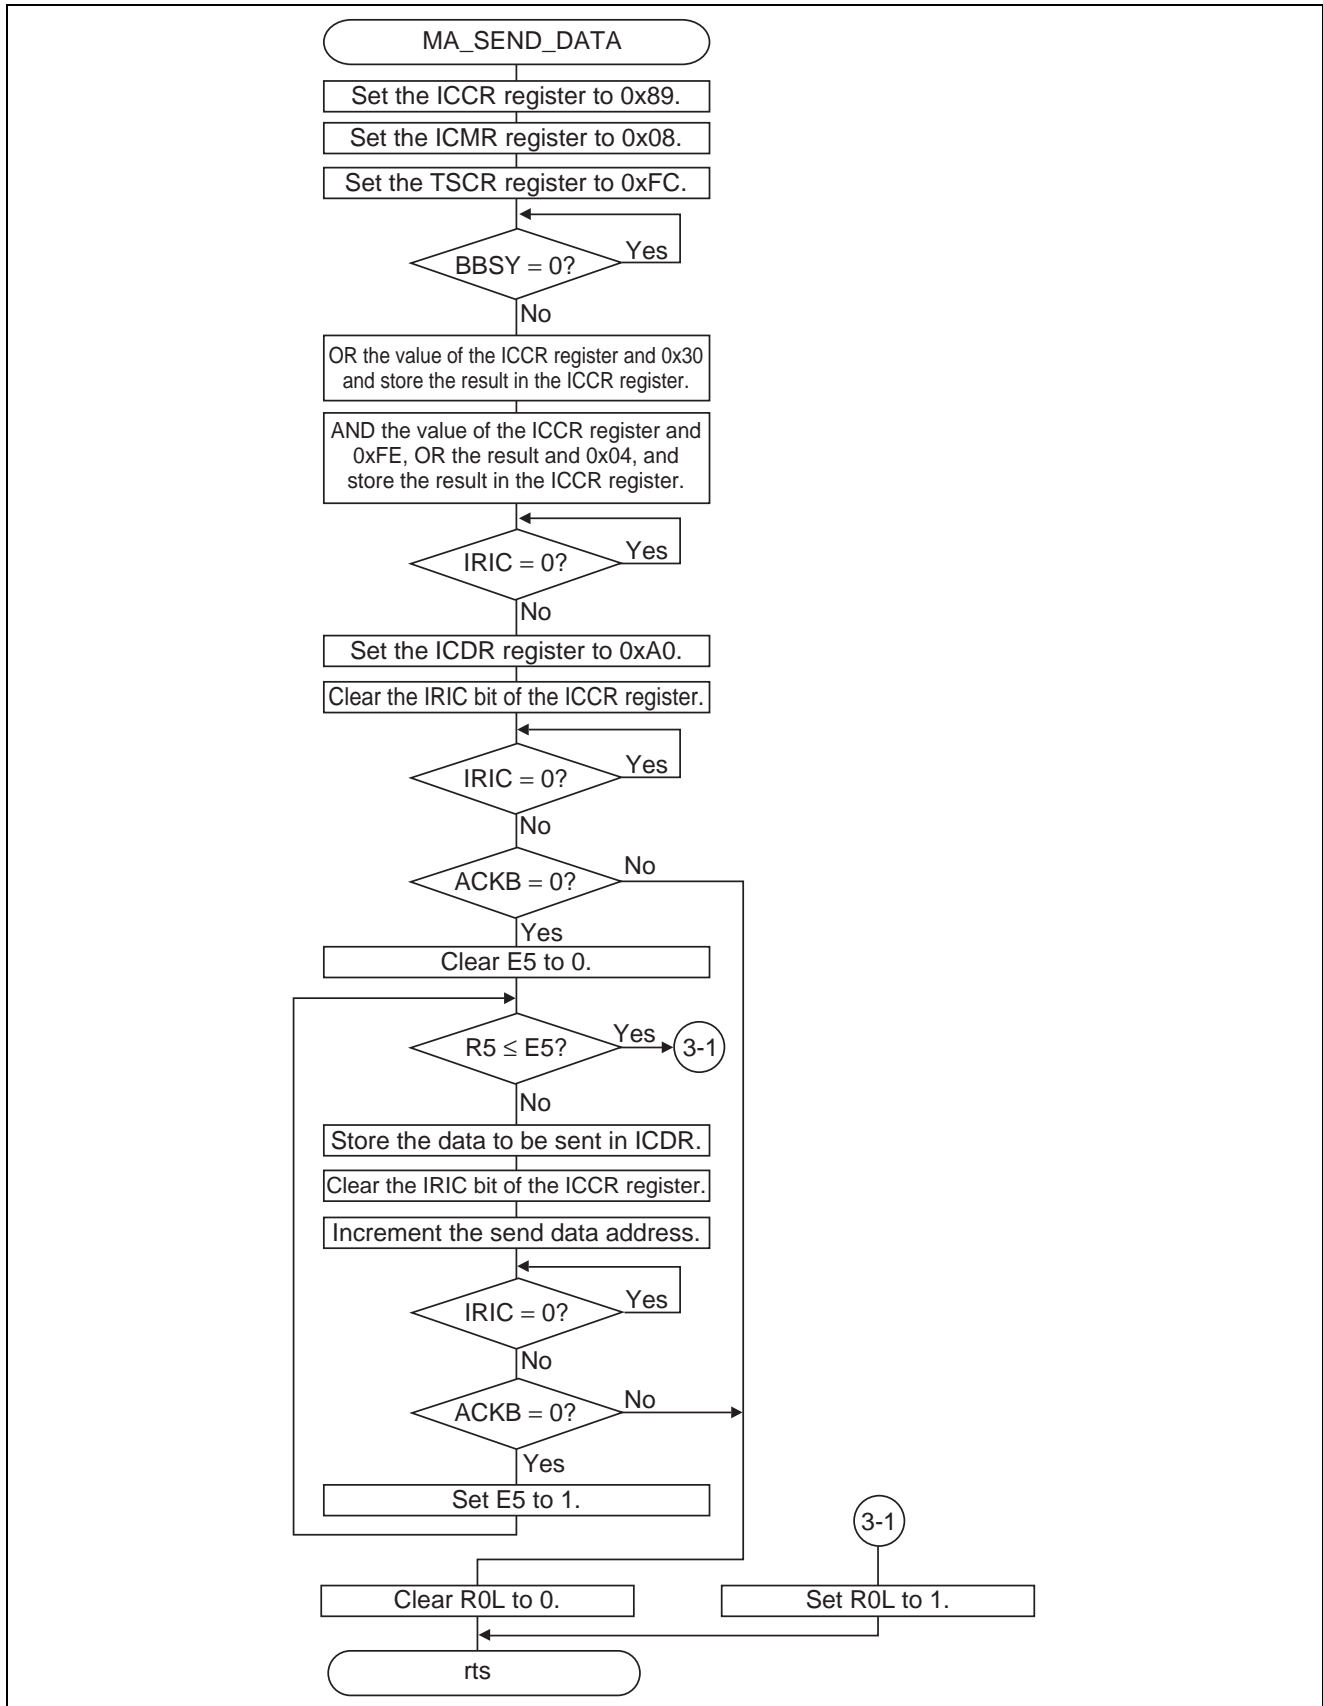 MA_SEND_DATA
Set the ICCR register to 0x89.
Set the ICMR register to 0x08.
Set the TSCR register to 0xFC.
BBSY = 0?
Yes
No
OR the value of the ICCR register and 0x30
and store the result in the ICCR register.
AND the value of the ICCR register and
0xFE, OR the result and 0x04, and
store the result in the ICCR register.
IRIC = 0?
Yes
No
Set the ICDR register to 0xA0.
Clear the IRIC bit of the ICCR register.
IRIC = 0?
Yes
No
ACKB = 0?
No
Yes
Clear E5 to 0.
R5 ≤ E5?
Yes
3-1
No
Store the data to be sent in ICDR.
Clear the IRIC bit of the ICCR register.
Increment the send data address.
IRIC = 0?
Yes
No
ACKB = 0?
No
Yes
Set E5 to 1.
3-1
Clear R0L to 0.
Set R0L to 1.
rts